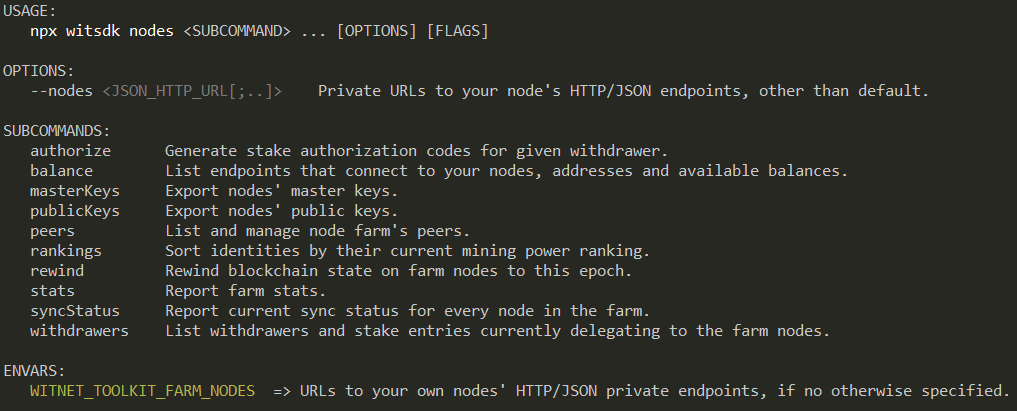 USAGE:
npx witsdk nodes <SUBCOMMAND> ... [OPTIONS] [FLAGS]
OPTIONS:
--nodes <JSON_HTTP_URL[;..]> Private URLs to your node's HTTP/JSON endpoints, other than default.
SUBCOMMANDS:
authorize Generate stake authorization codes for given withdrawer.
balance List endpoints that connect to your nodes, addresses and available balances.
masterKeys Export nodes' master keys.
publicKeys Export nodes' public keys.
peers List and manage node farm's peers.
rankings Sort identities by their current mining power ranking.
rewind Rewind blockchain state on farm nodes to this epoch.
stats Report farm stats.
syncStatus Report current sync status for every node in the farm.
withdrawers List withdrawers and stake entries currently delegating to the farm nodes.
ENVARS:
WITNET_TOOLKIT_FARM_NODES => URLs to your own nodes' HTTP/JSON private endpoints, if no otherwise specified.